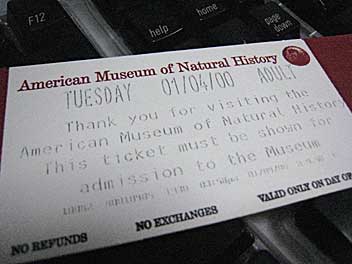 F12
help
home
page
down
American Museum of Natural History
TUESDAY 01/04/00 ADULT
Thank you for visiting the
American Museum of Natural History
This ticket must be shown for
admission to the Museum
NO REFUNDS NO EXCHANGES VALID ONLY ON DAY OF